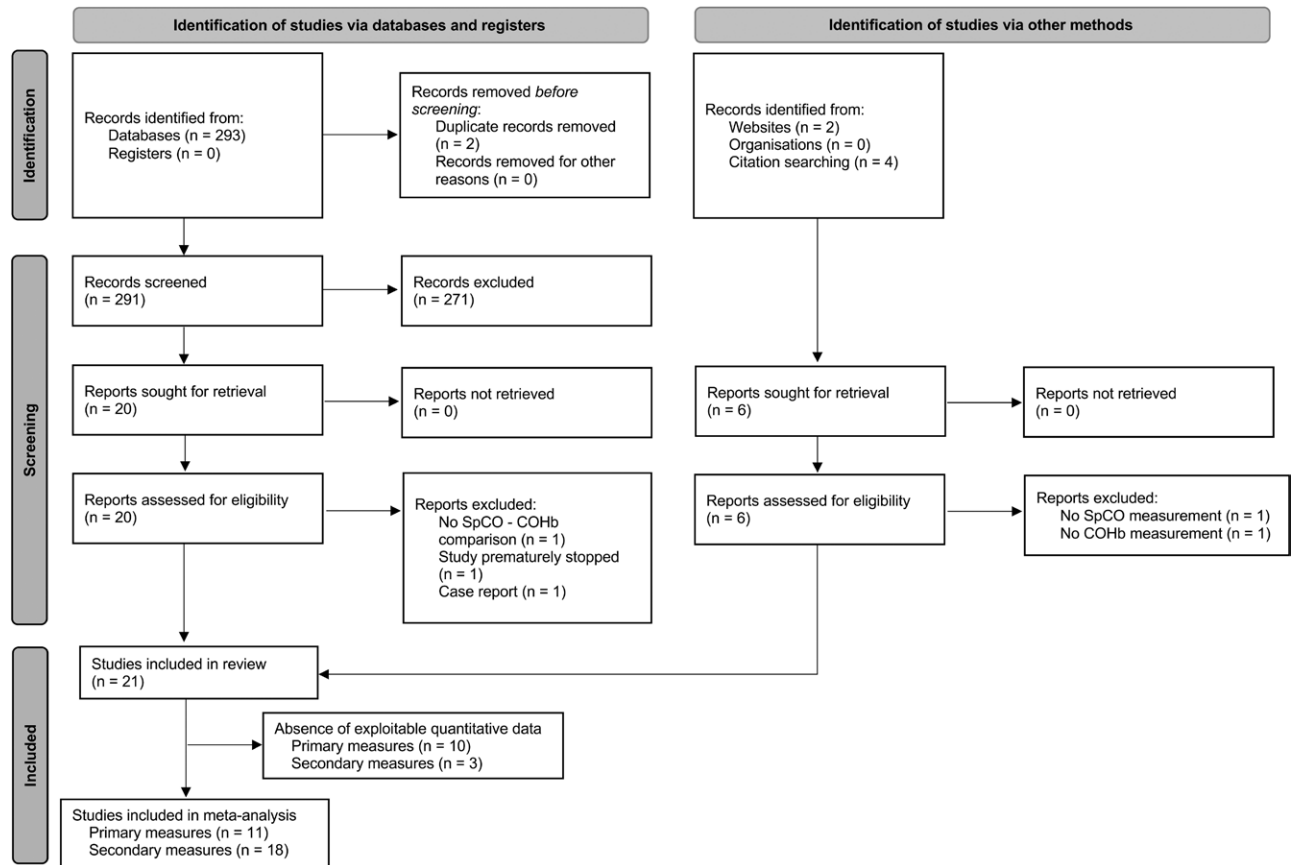 Identification of studies via databases and registers
Identification of studies via other methods
Identification
Records identified from:
Databases (n = 293)
Registers (n = 0)
Records removed before
screening:
Duplicate records removed
(n = 2)
Records removed for other
reasons (n = 0)
Records identified from:
Websites (n = 2)
Organisations (n = 0)
Citation searching (n = 4)
Screening
Records screened
(n = 291)
Records excluded
(n = 271)
Reports sought for retrieval
(n = 20)
Reports not retrieved
(n = 0)
Reports sought for retrieval
(n = 6)
Reports not retrieved
(n = 0)
Reports assessed for eligibility
(n = 20)
Reports excluded:
No SpCO - COHb
comparison (n = 1)
Study prematurely stopped
(n = 1)
Case report (n = 1)
Reports assessed for eligibility
(n = 6)
Reports excluded:
No SpCO measurement (n = 1)
No COHb measurement (n = 1)
Included
Studies included in review
(n = 21)
Absence of exploitable quantitative data
Primary measures (n = 10)
Secondary measures (n = 3)
Studies included in meta-analysis
Primary measures (n = 11)
Secondary measures (n = 18)